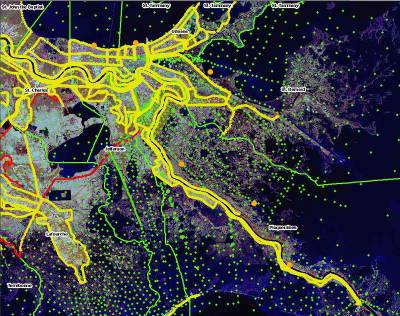 St. John the Baptist
St. Tammany
St. Tammany
St. Tammany
Orleans
St. Charles
St. Bernard
Jefferson
Plaquemines
Lafourche
Terrebonne